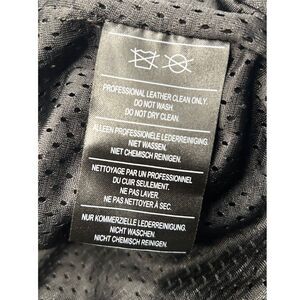 PROFESSIONAL LEATHER CLEAN ONLY.
DO NOT WASH.
DO NOT DRY CLEAN.
ALLEEN PROFESSIONELE LEDERREINIGING.
NIET WASSEN.
NIET CHEMISCH REINIGEN.
NETTOYAGE PAR UN PROFESSIONNEL
DU CUIR SEULEMENT.
NE PAS LAVER.
NE PAS NETTOYER À SEC.
NUR KOMMERZIELLE LEDERREINIGUNG.
NICHT WASCHEN.
NICHT CHEMISCH REINIGEN.